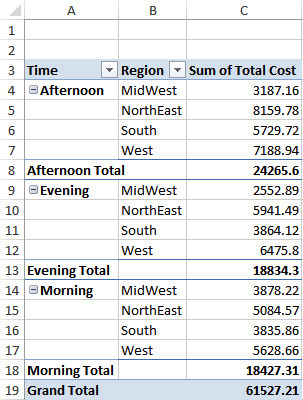 A B C
1
2
3 Time Region Sum of Total Cost
4 Afternoon MidWest 3187.16
5 NorthEast 8159.78
6 South 5729.72
7 West 7188.94
8 Afternoon Total 24265.6
9 Evening MidWest 2552.89
10 NorthEast 5941.49
11 South 3864.12
12 West 6475.8
13 Evening Total 18834.3
14 Morning MidWest 3878.22
15 NorthEast 5084.57
16 South 3835.86
17 West 5628.66
18 Morning Total 18427.31
19 Grand Total 61527.21